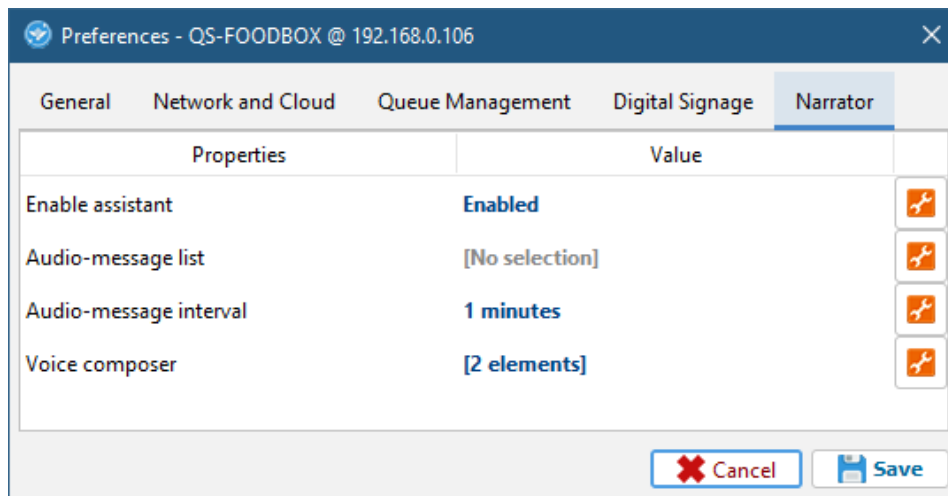 Preferences - QS-FOODBOX @ 192.168.0.106
General Network and Cloud Queue Management Digital Signage Narrator
Properties Value
Enable assistant Enabled
Audio-message list [No selection]
Audio-message interval 1 minutes
Voice composer [2 elements]
Cancel Save